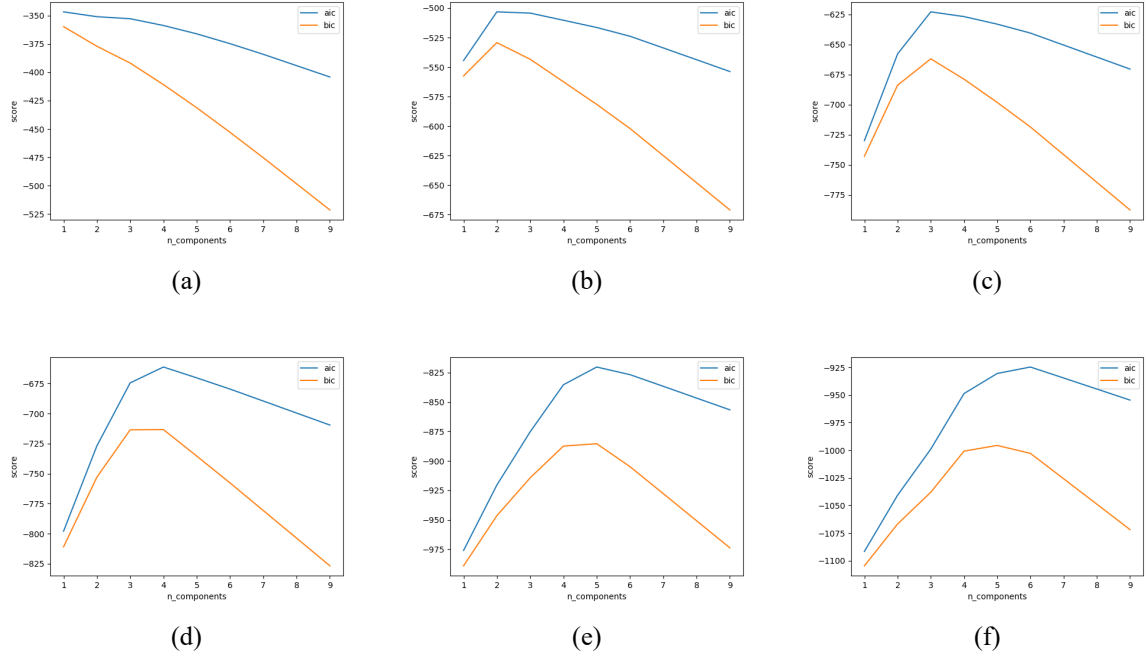 −350
−375
−400
−425
−450
−475
−500
−525
score
1 2 3 4 5 6 7 8 9
n_components
aic
bic
(a)
−500
−525
−550
−575
−600
−625
−650
−675
score
1 2 3 4 5 6 7 8 9
n_components
aic
bic
(b)
−625
−650
−675
−700
−725
−750
−775
score
1 2 3 4 5 6 7 8 9
n_components
aic
bic
(c)
−675
−700
−725
−750
−775
−800
−825
score
1 2 3 4 5 6 7 8 9
n_components
aic
bic
(d)
−825
−850
−875
−900
−925
−950
−975
score
1 2 3 4 5 6 7 8 9
n_components
aic
bic
(e)
−925
−950
−975
−1000
−1025
−1050
−1075
−1100
score
1 2 3 4 5 6 7 8 9
n_components
aic
bic
(f)